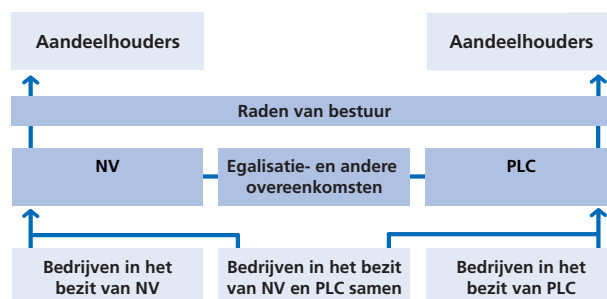 Aandeelhouders
Aandeelhouders
Raden van bestuur
NV
Egalisatie- en andere
overeenkomsten
PLC
Bedrijven in het
bezit van NV
Bedrijven in het bezit
van NV en PLC samen
Bedrijven in het
bezit van PLC